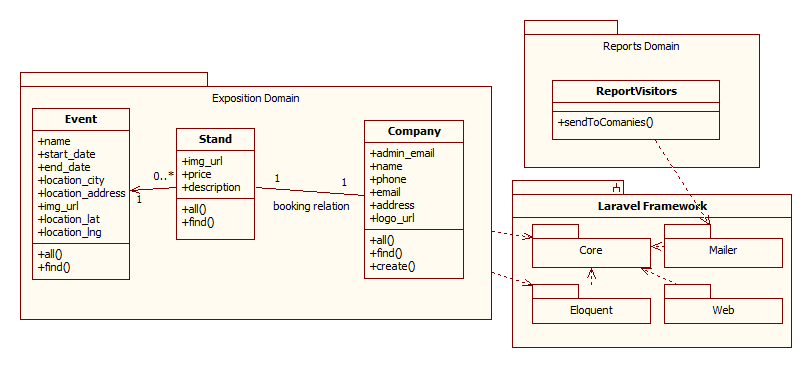 Exposition Domain
Event
+name
+start_date
+end_date
+location_city
+location_address
+img_url
+location_lat
+location_lng
+all()
+find()
0..*
1
Stand
+img_url
+price
+description
+all()
+find()
1
1
booking relation
Company
+admin_email
+name
+phone
+email
+address
+logo_url
+all()
+find()
+create()
Reports Domain
ReportVisitors
+sendToComanies()
Laravel Framework
Core
Mailer
Eloquent
Web